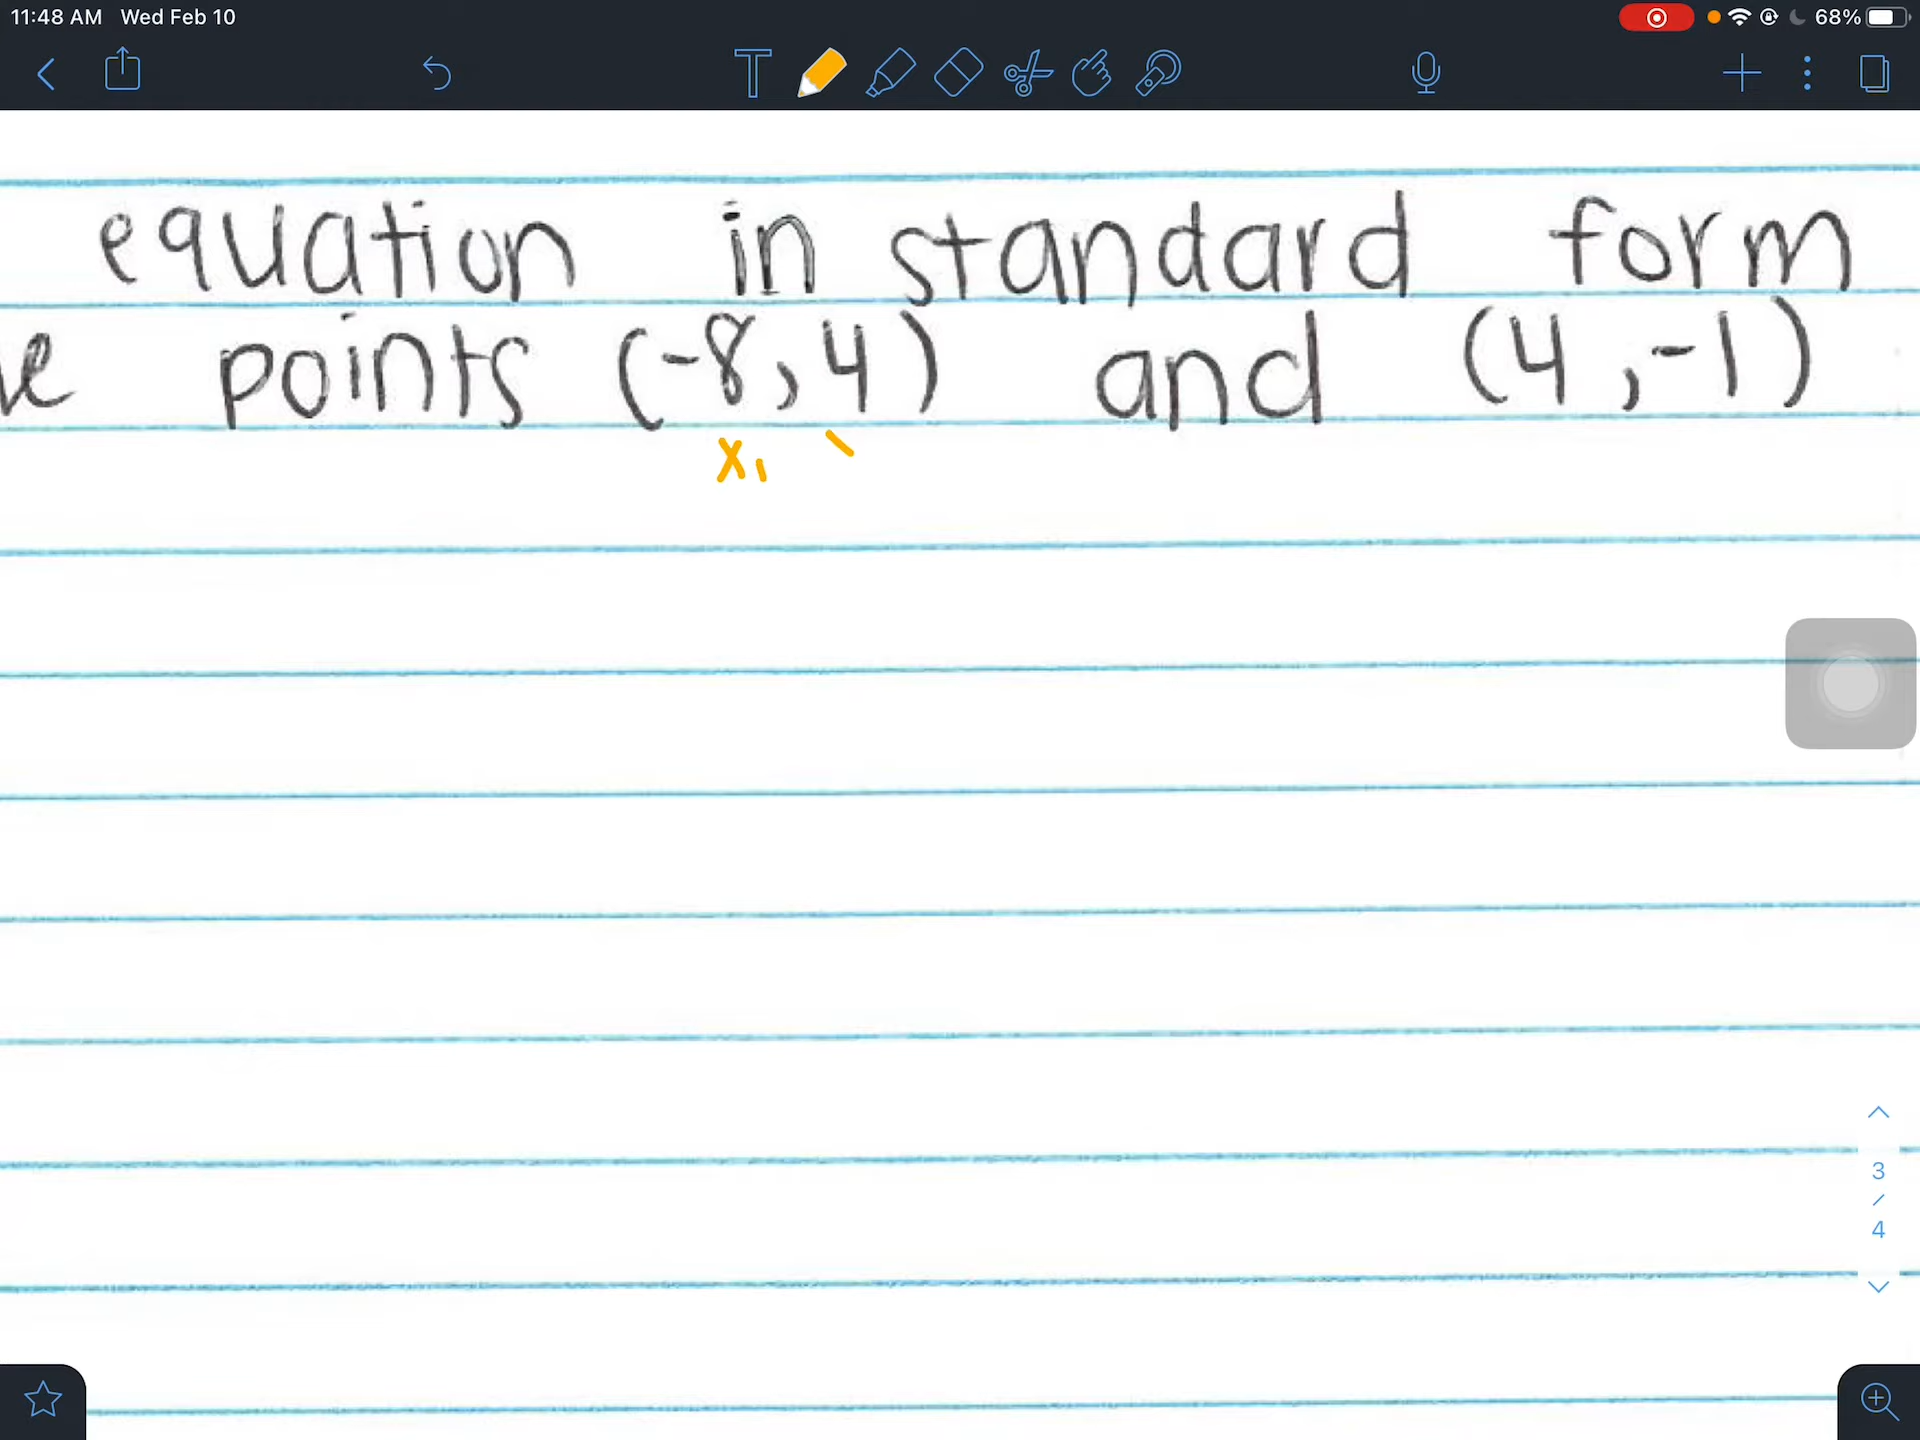 11:48 AM Wed Feb 10
68%
equation in standard form
points (-8,4) and (4,-1)
x₁
3
/
4